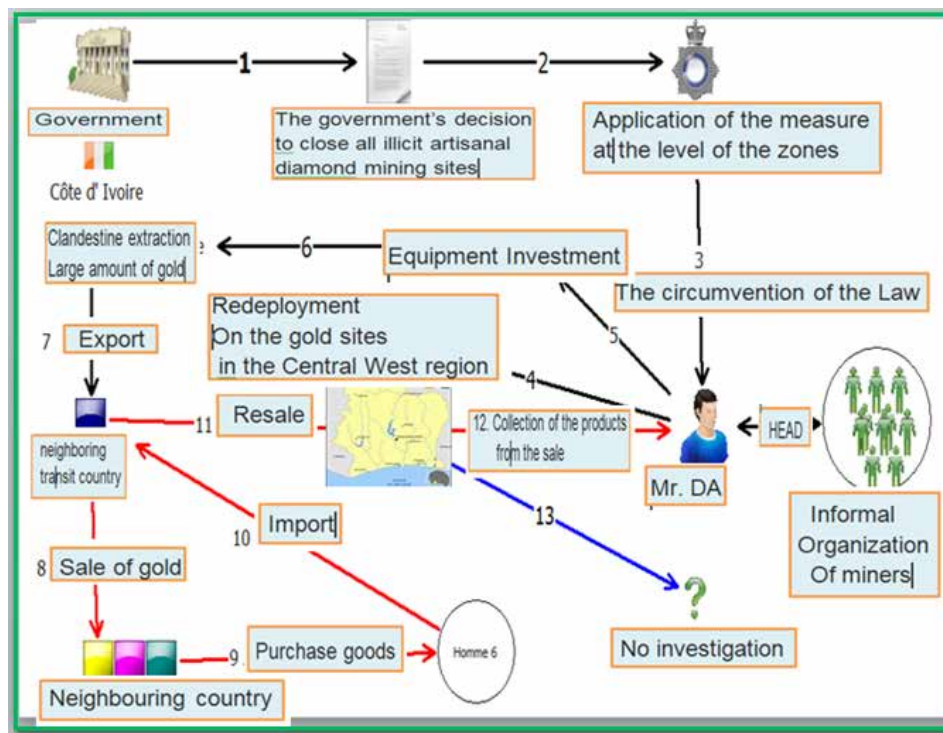 1
2
Government
The government's decision
to close all illicit artisanal
diamond mining sites
Application of the measure
at the level of the zones
Côte d' Ivoire
3
Clandestine extraction
Large amount of gold
6
Equipment Investment
The circumvention of the Law
Redeployment
On the gold sites
in the Central West region
5
4
7
Export
11
Resale
12. Collection of the products
from the sale
HEAD
Mr. DA
neighboring
transit country
13
10
Import
Informal
Organization
Of miners
8
Sale of gold
?
No investigation
9
Purchase goods
Homme 6
Neighbouring country